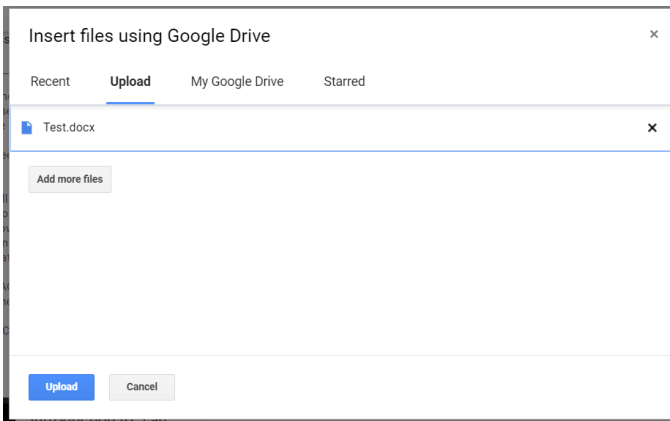 Insert files using Google Drive
Recent Upload My Google Drive Starred
Test.docx
Add more files
Upload Cancel